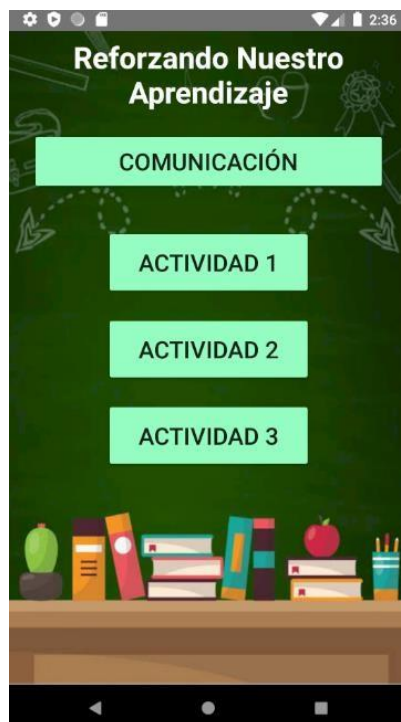 2:36
Reforzando Nuestro
Aprendizaje
COMUNICACIÓN
ACTIVIDAD 1
ACTIVIDAD 2
ACTIVIDAD 3